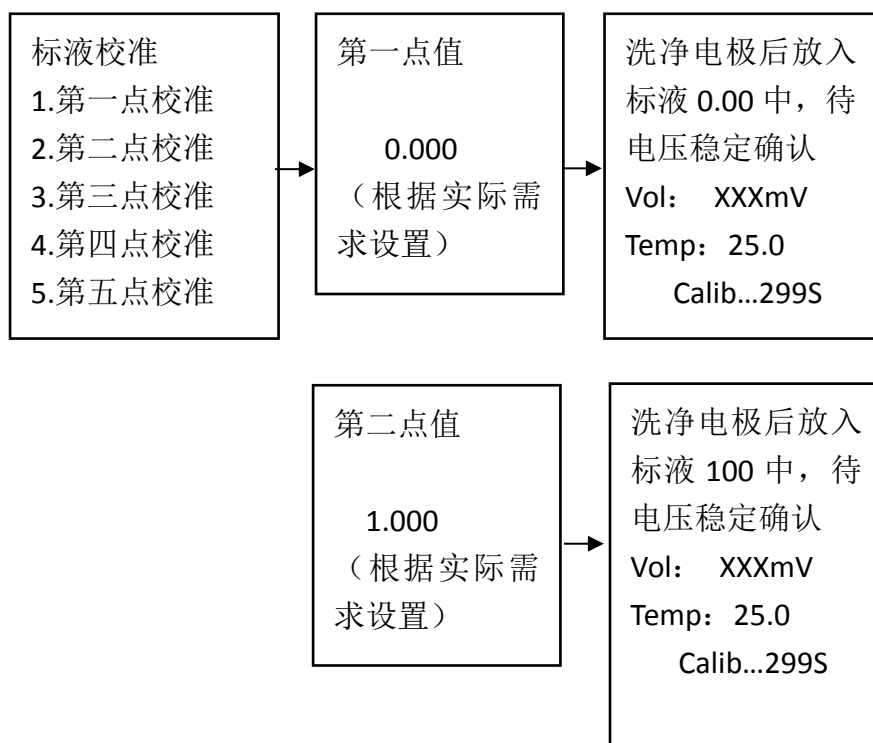 标液校准
1.第一点校准
2.第二点校准
3.第三点校准
4.第四点校准
5.第五点校准
第一点值
0.000
（根据实际需
求设置）
洗净电极后放入
标液 0.00 中，待
电压稳定确认
Vol： XXXmV
Temp：25.0
Calib…299S
第二点值
1.000
（根据实际需
求设置）
洗净电极后放入
标液 100 中，待
电压稳定确认
Vol： XXXmV
Temp：25.0
Calib…299S